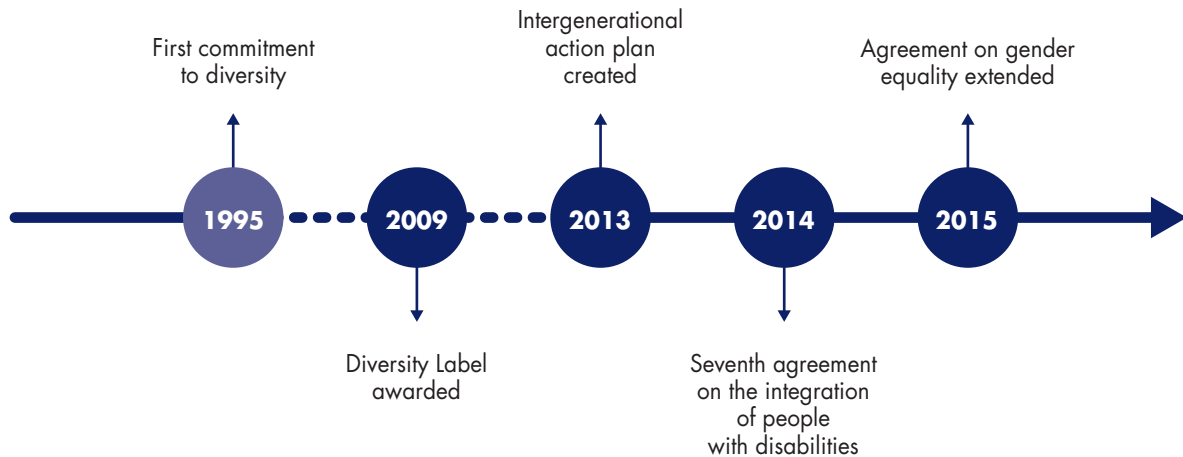 First commitment
to diversity
Intergenerational
action plan
created
Agreement on gender
equality extended
1995
2009
2013
2014
2015
Diversity Label
awarded
Seventh agreement
on the integration
of people
with disabilities